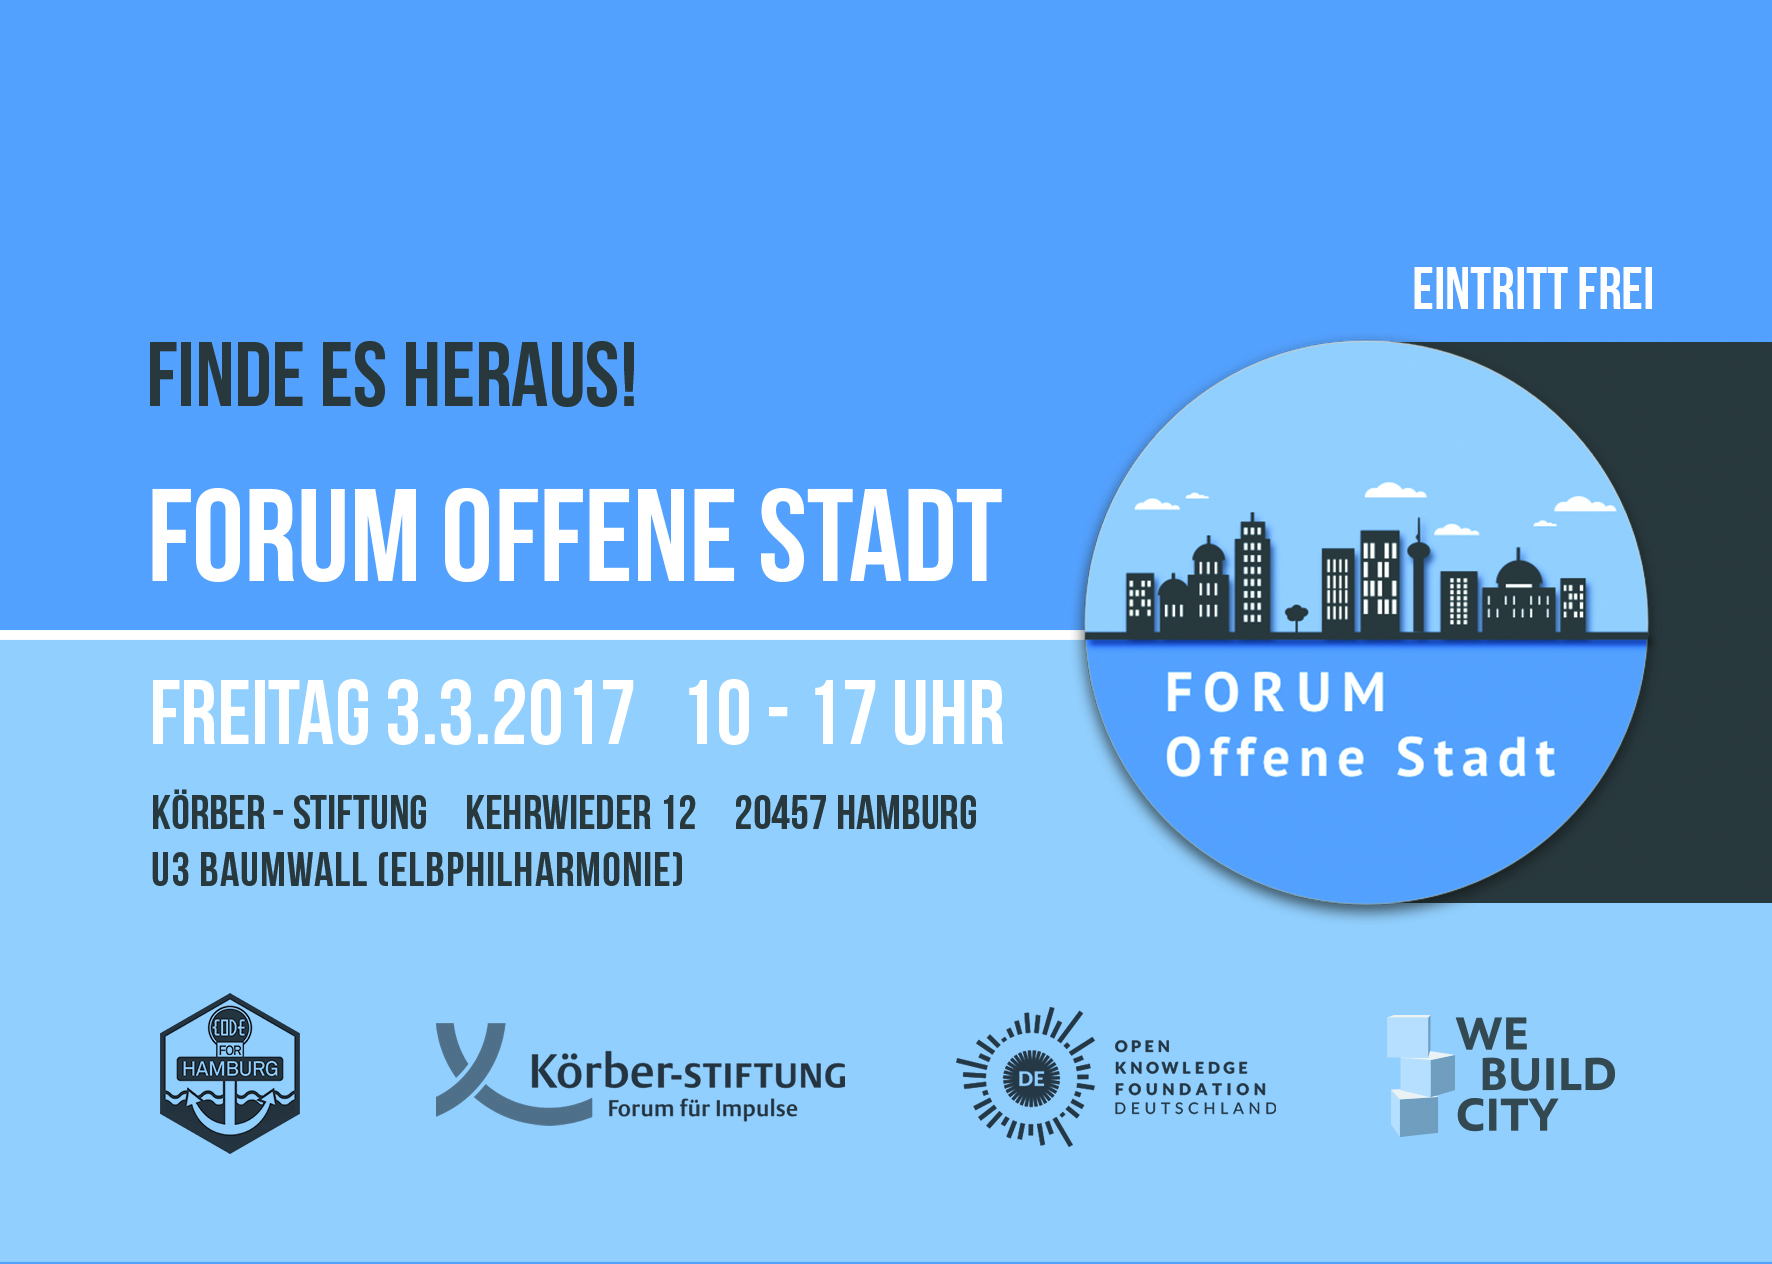 EINTRITT FREI
FINDE ES HERAUS!
FORUM OFFENE STADT
FREITAG 3.3.2017 10 - 17 UHR
KÖRBER - STIFTUNG KEHRWIEDER 12 20457 HAMBURG
U3 BAUMWALL (ELBPHILHARMONIE)
FORUM
Offene Stadt
CODE
FOR
HAMBURG
Körber-STIFTUNG
Forum für Impulse
DE
OPEN
KNOWLEDGE
FOUNDATION
DEUTSCHLAND
WE
BUILD
CITY